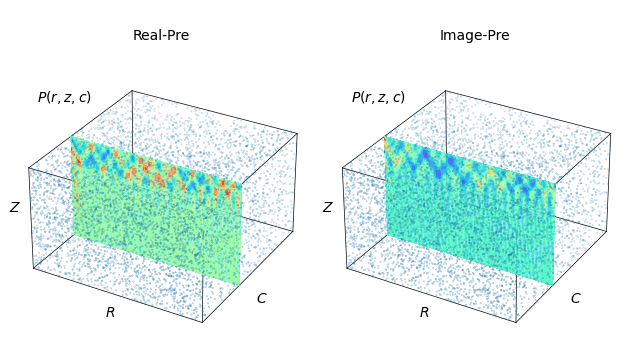 Real-Pre
Image-Pre
P(r, z, c)
P(r, z, c)
Z
R
C
Z
R
C